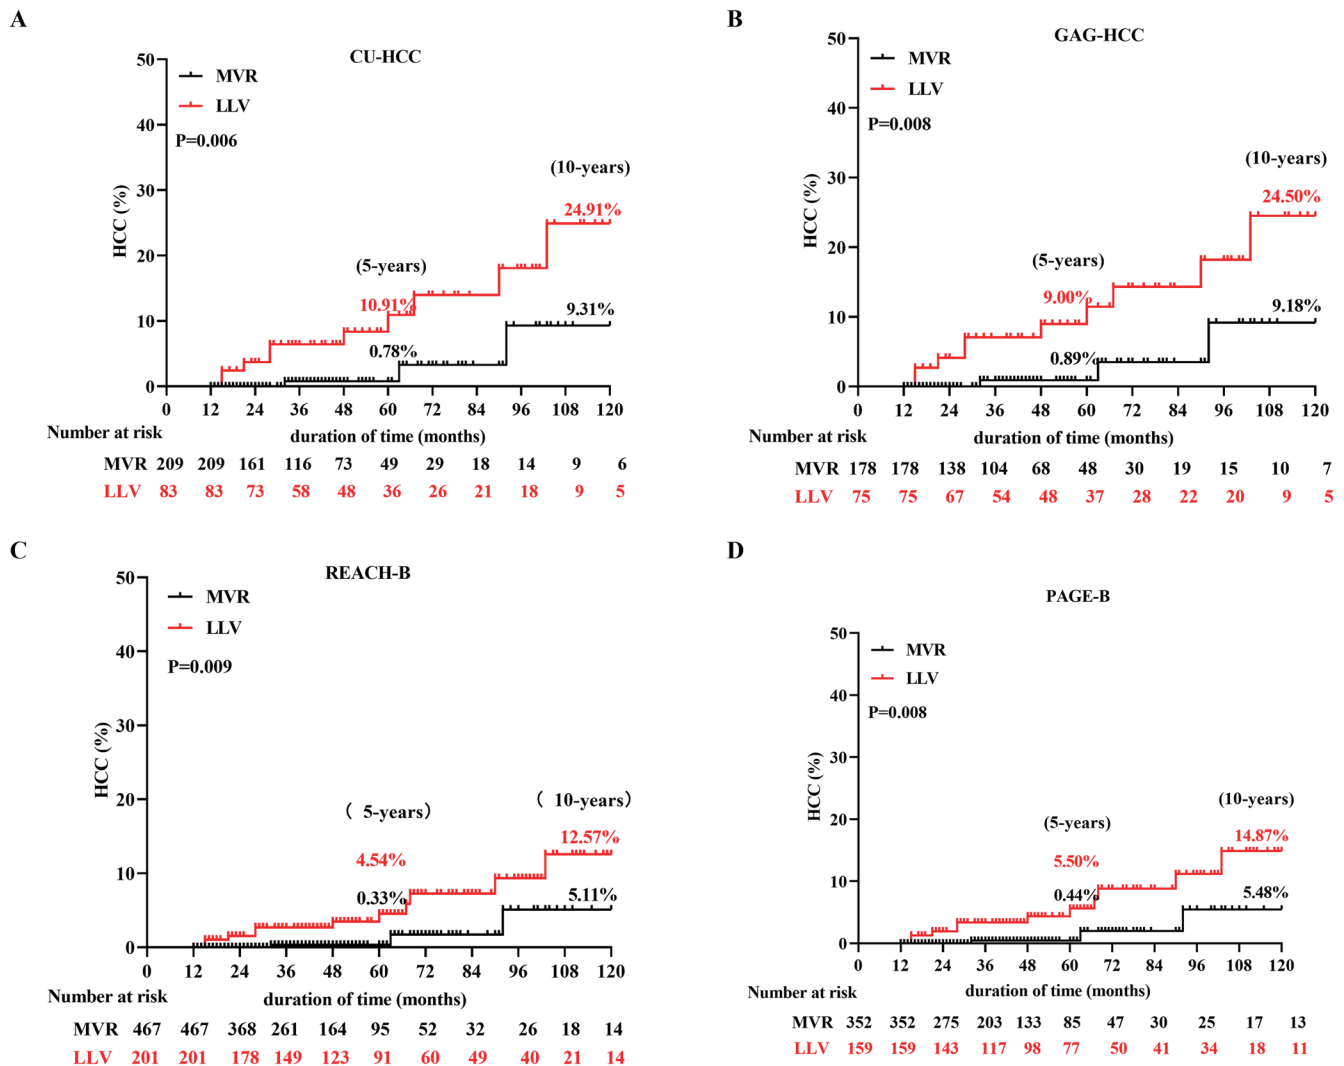 A
CU-HCC
50
40
30
20
10
0
HCC (%)
MVR
LLV
P=0.006
(10-years)
24.91%
(5-years)
10.91%
9.31%
0.78%
0 12 24 36 48 60 72 84 96 108 120
Number at risk
duration of time (months)
MVR 209 209 161 116 73 49 29 18 14 9 6
LLV 83 83 73 58 48 36 26 21 18 9 5
B
GAG-HCC
50
40
30
20
10
0
HCC (%)
MVR
LLV
P=0.008
(10-years)
24.50%
(5-years)
9.00%
9.18%
0.89%
0 12 24 36 48 60 72 84 96 108 120
Number at risk
duration of time (months)
MVR 178 178 138 104 68 48 30 19 15 10 7
LLV 75 75 67 54 48 37 28 22 20 9 5
C
REACH-B
50
40
30
20
10
0
HCC (%)
MVR
LLV
P=0.009
( 5-years)
( 10-years)
12.57%
4.54%
0.33%
5.11%
0 12 24 36 48 60 72 84 96 108 120
Number at risk
duration of time (months)
MVR 467 467 368 261 164 95 52 32 26 18 14
LLV 201 201 178 149 123 91 60 49 40 21 14
D
PAGE-B
50
40
30
20
10
0
HCC (%)
MVR
LLV
P=0.008
(10-years)
(5-years)
14.87%
5.50%
0.44%
5.48%
0 12 24 36 48 60 72 84 96 108 120
Number at risk
duration of time (months)
MVR 352 352 275 203 133 85 47 30 25 17 13
LLV 159 159 143 117 98 77 50 41 34 18 11